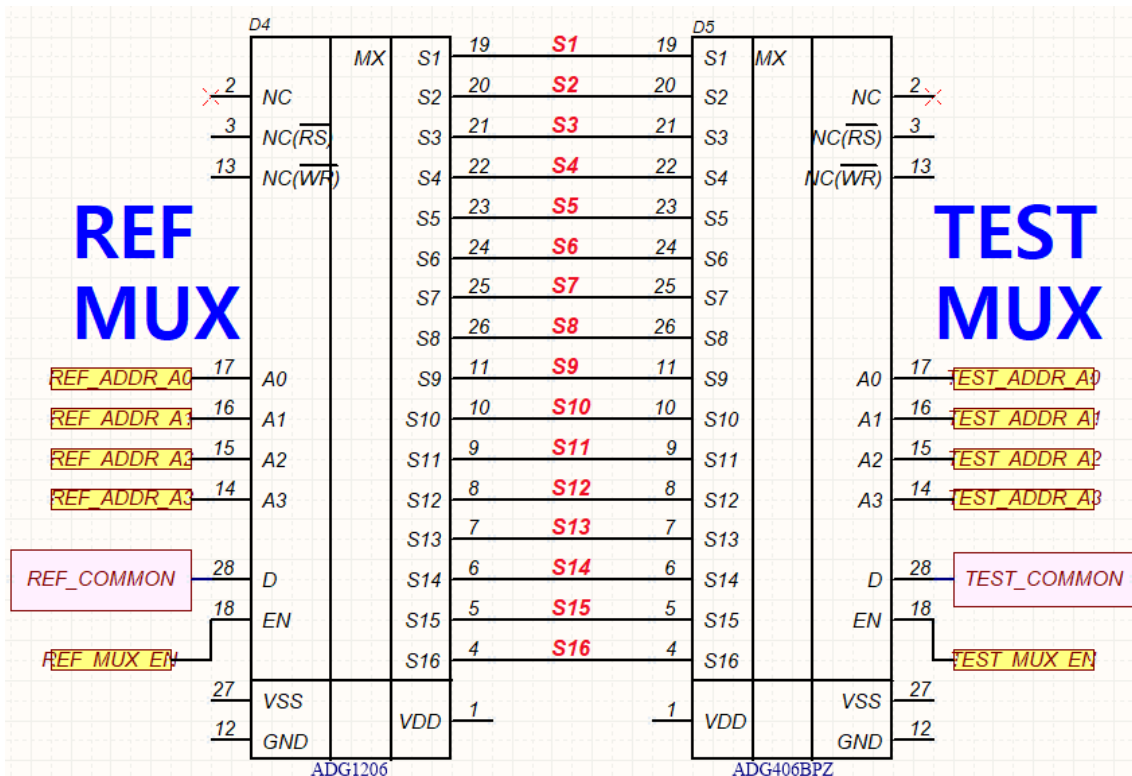 D4
D5
MX
MX
REF
MUX
TEST
MUX
2 NC
3 NC(RS)
13 NC(WR)
17 A0
16 A1
15 A2
14 A3
28 D
18 EN
27 VSS
12 GND
REF_ADDR_A0
REF_ADDR_A1
REF_ADDR_A2
REF_ADDR_A3
REF_COMMON
REF_MUX_EN
S1 19 S1 19 S1
S2 20 S2 20 S2
S3 21 S3 21 S3
S4 22 S4 22 S4
S5 23 S5 23 S5
S6 24 S6 24 S6
S7 25 S7 25 S7
S8 26 S8 26 S8
S9 11 S9 11 S9
S10 10 S10 10 S10
S11 9 S11 9 S11
S12 8 S12 8 S12
S13 7 S13 7 S13
S14 6 S14 6 S14
S15 5 S15 5 S15
S16 4 S16 4 S16
VDD 1 1 VDD
NC 2
NC(RS) 3
NC(WR) 13
A0 17
A1 16
A2 15
A3 14
D 28
EN 18
VSS 27
GND 12
TEST_ADDR_A0
TEST_ADDR_A1
TEST_ADDR_A2
TEST_ADDR_A3
TEST_COMMON
TEST_MUX_EN
ADG1206
ADG406BPZ